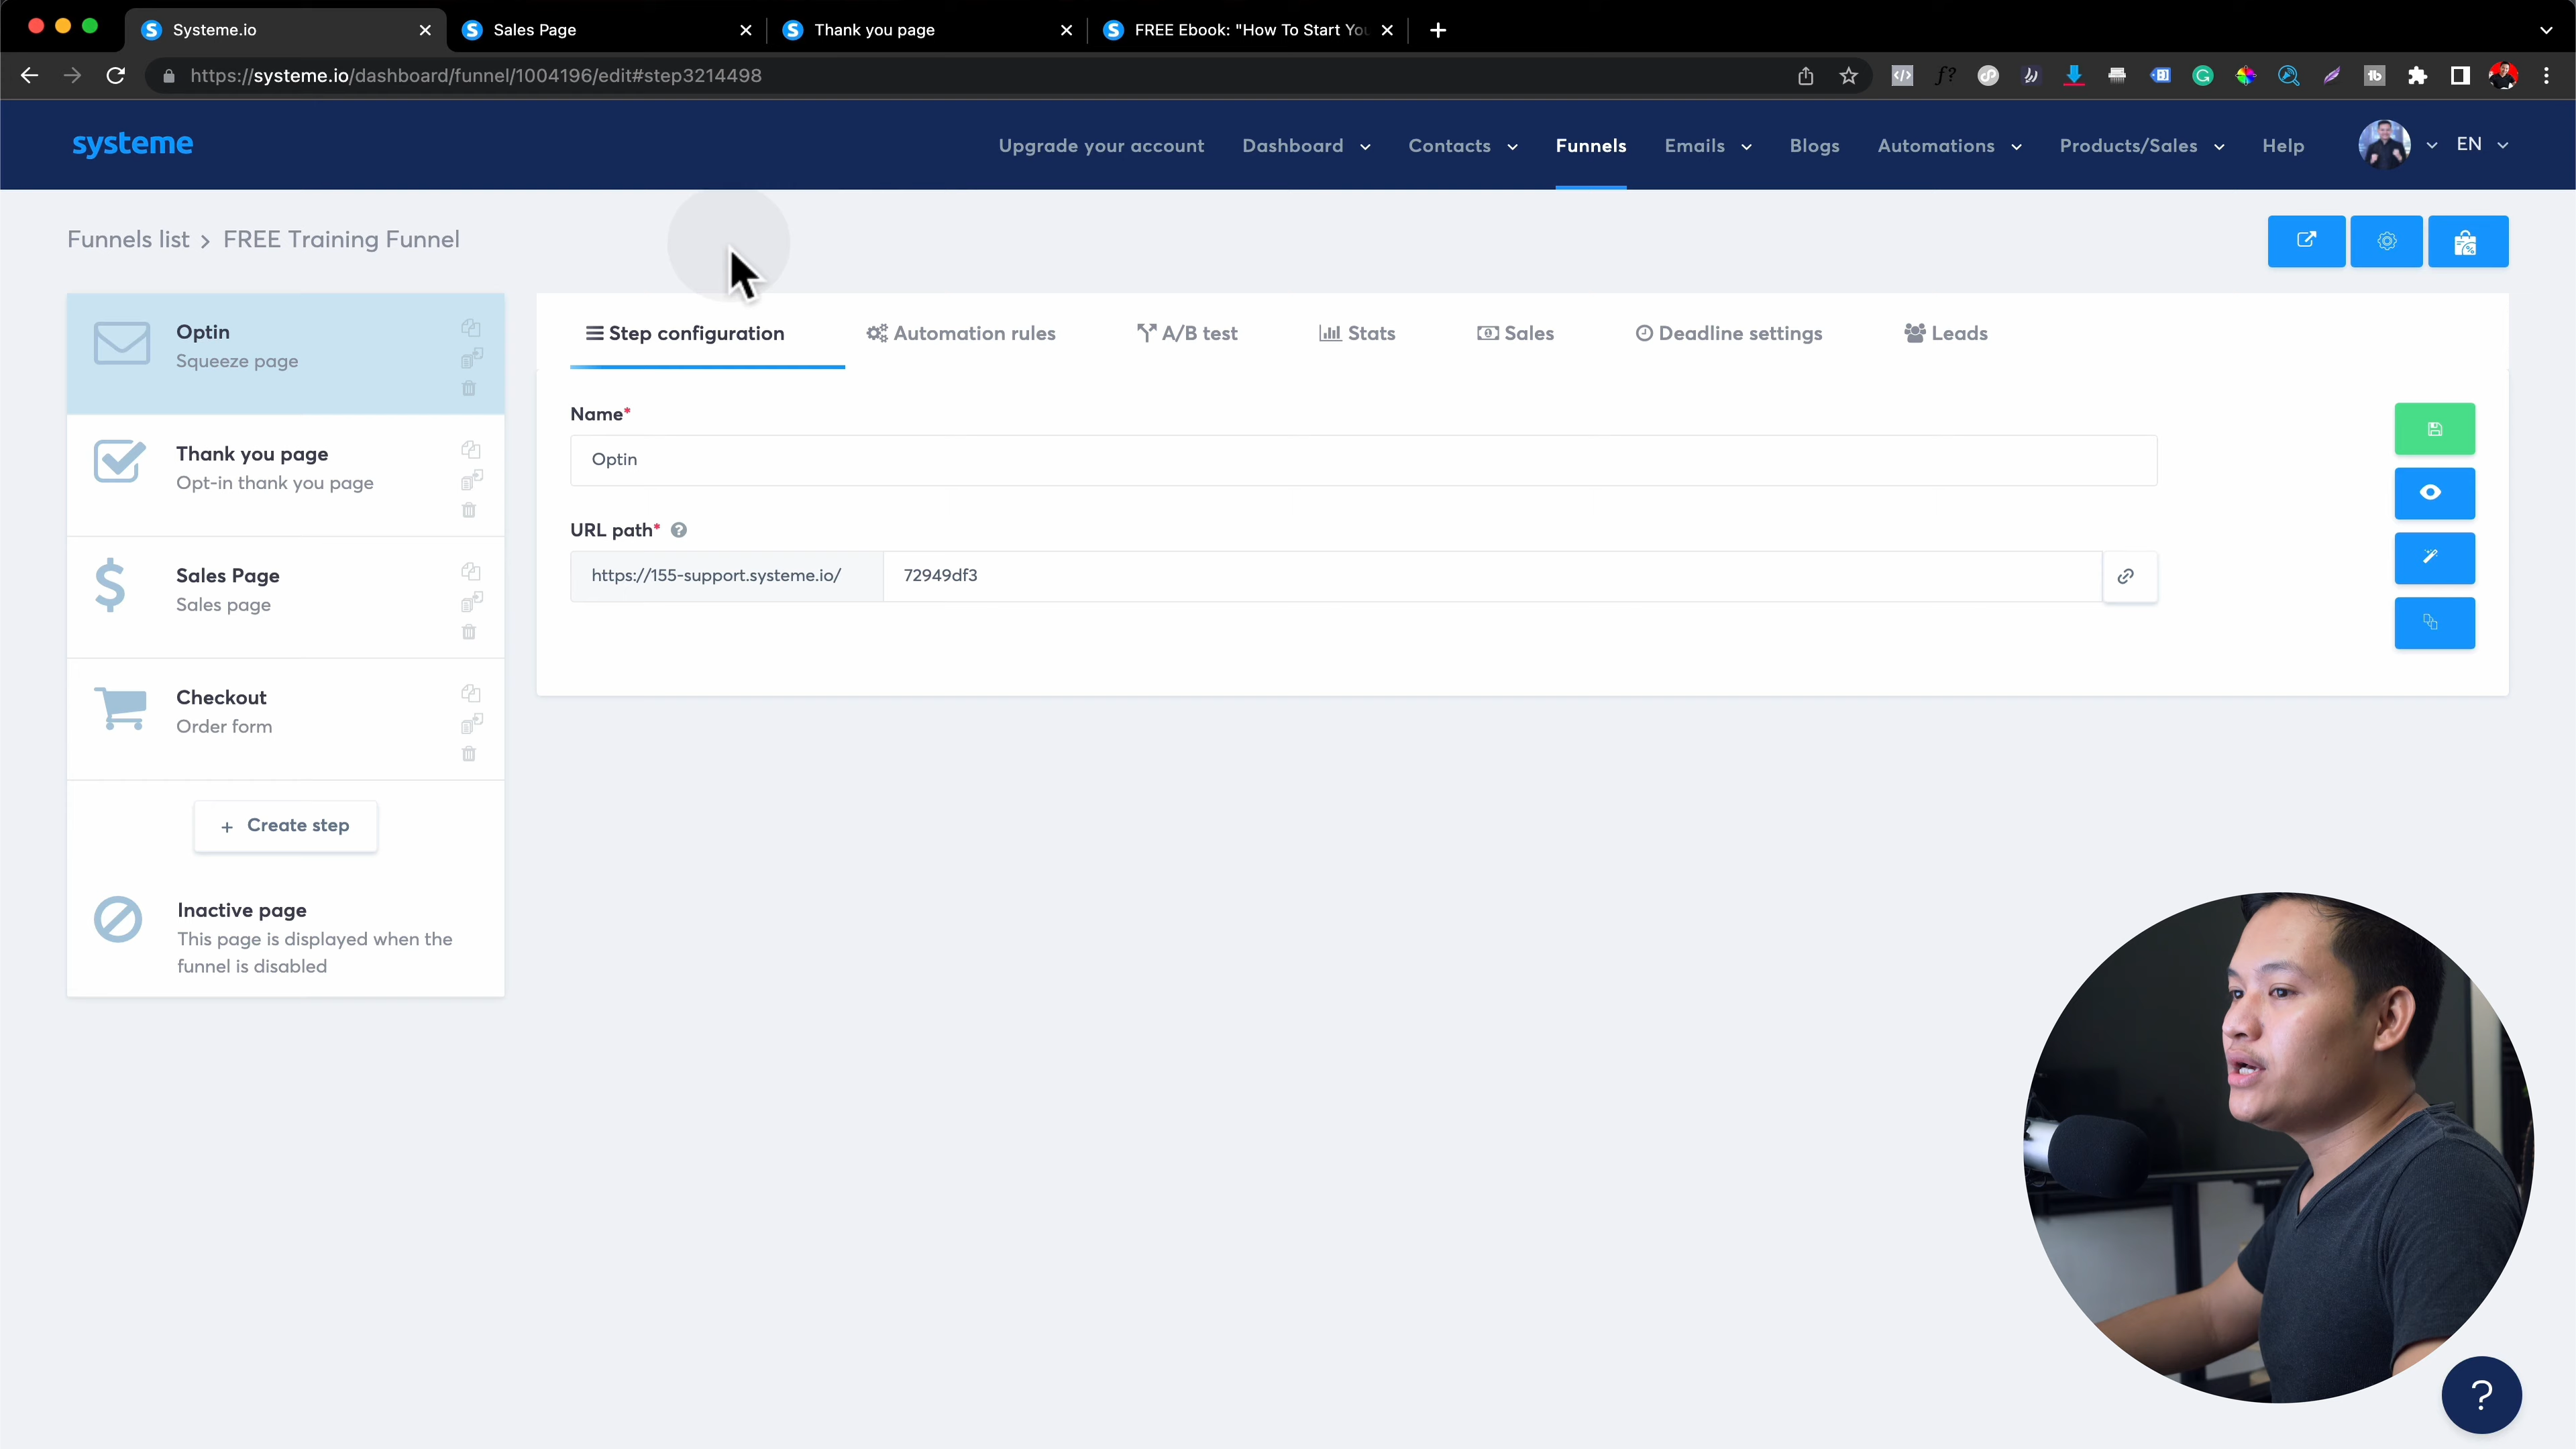 Systeme.io
Sales Page
Thank you page
FREE Ebook: "How To Start You
https://systeme.io/dashboard/funnel/1004196/edit#step3214498
systeme
Upgrade your account
Dashboard
Contacts
Funnels
Emails
Blogs
Automations
Products/Sales
Help
EN
Funnels list > FREE Training Funnel
Optin
Squeeze page
Thank you page
Opt-in thank you page
Sales Page
Sales page
Checkout
Order form
+ Create step
Inactive page
This page is displayed when the
funnel is disabled
Step configuration
Automation rules
A/B test
Stats
Sales
Deadline settings
Leads
Name*
Optin
URL path* ?
https://155-support.systeme.io/
72949df3
?